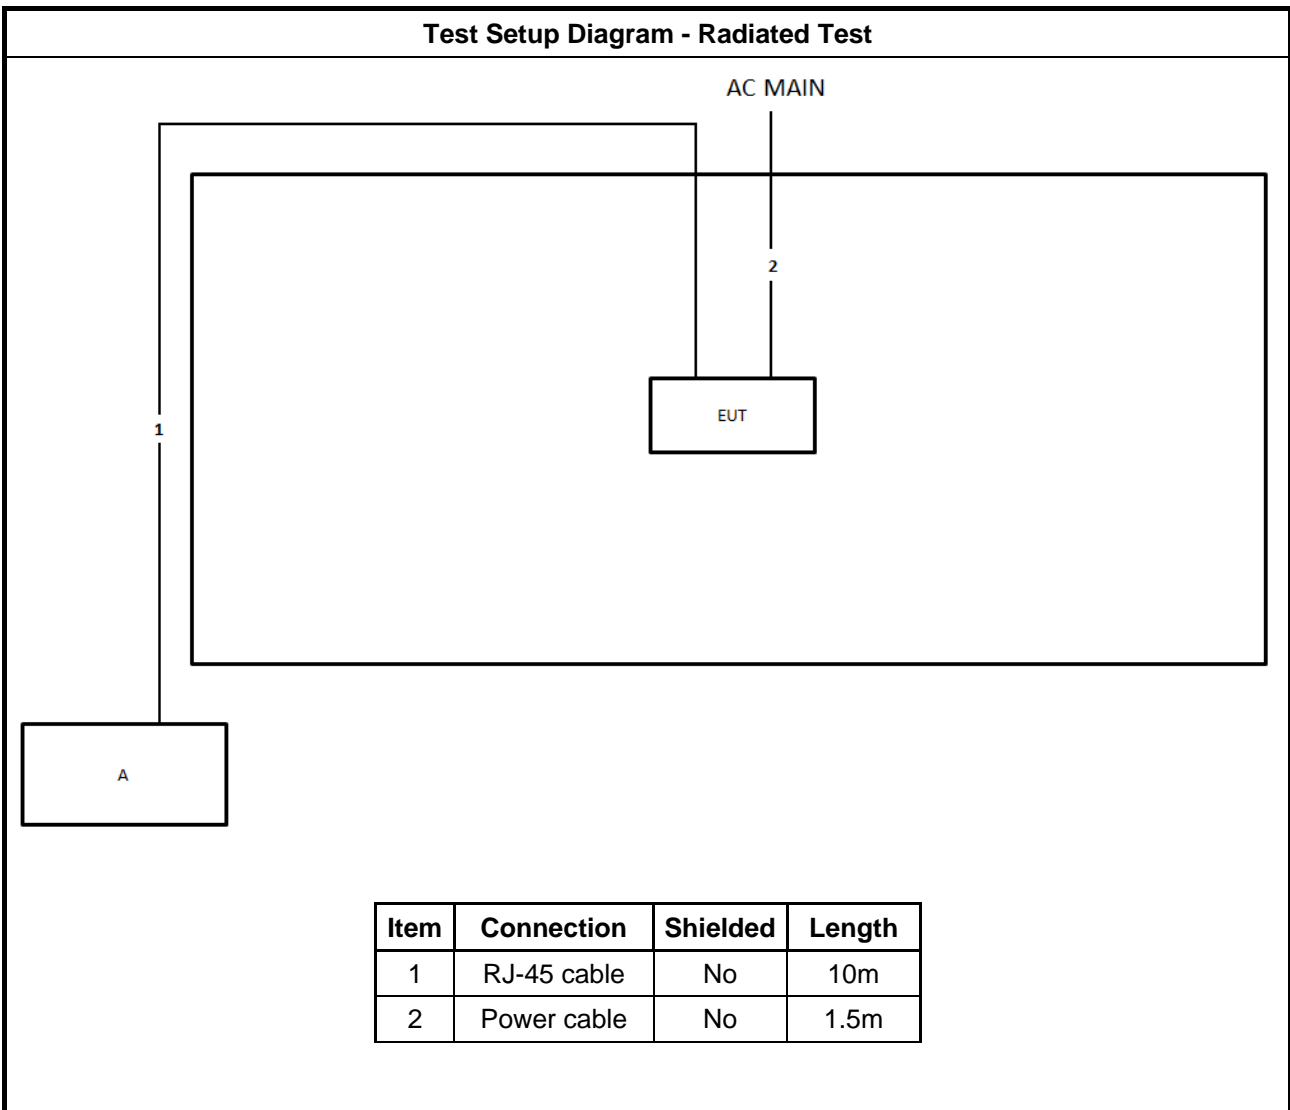 Test Setup Diagram - Radiated Test
AC MAIN
2
EUT
1
A
Item Connection Shielded Length
1 RJ-45 cable No 10m
2 Power cable No 1.5m